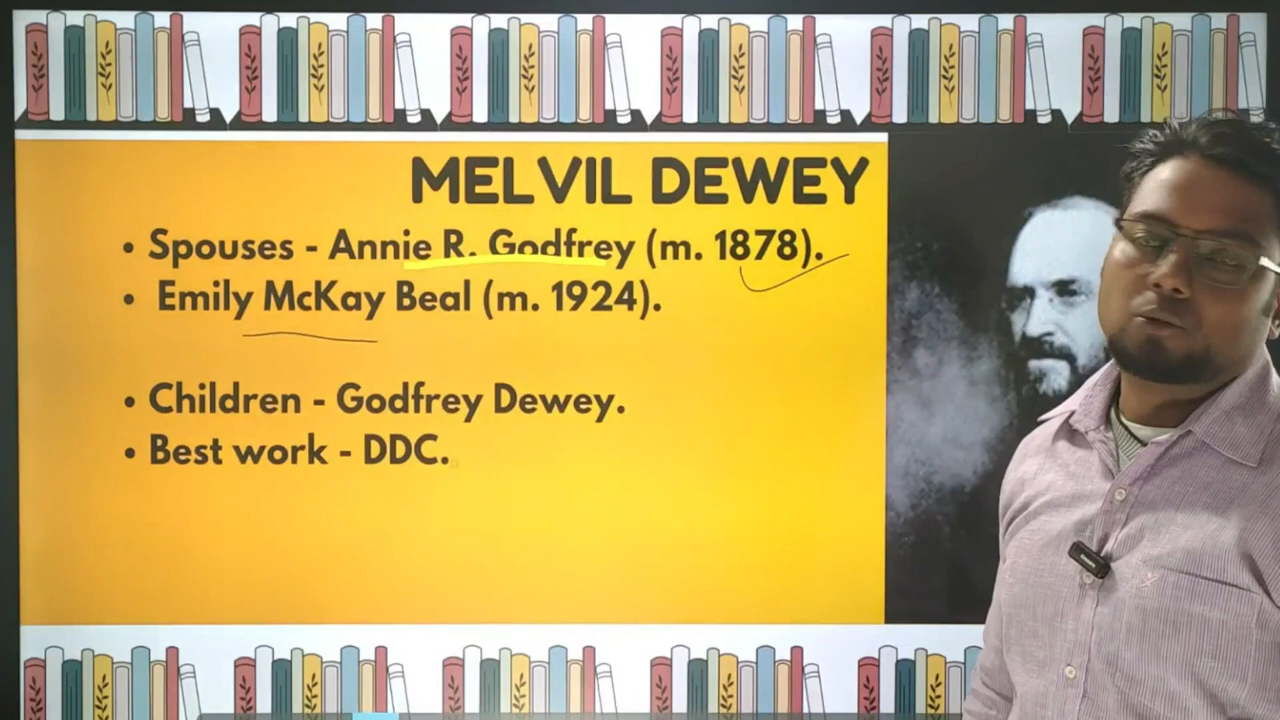 MELVIL DEWEY
• Spouses - Annie R. Godfrey (m. 1878).
• Emily McKay Beal (m. 1924).
• Children - Godfrey Dewey.
• Best work - DDC.